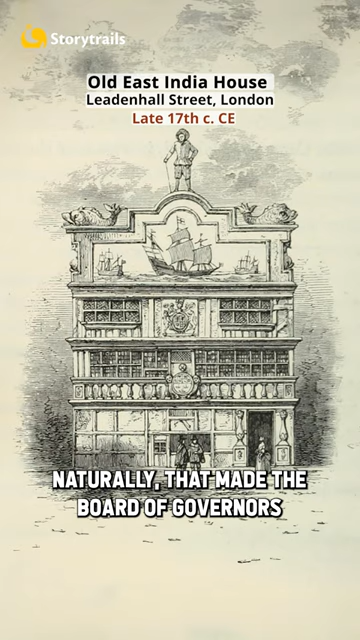 Storytrails
Old East India House
Leadenhall Street, London
Late 17th c. CE
NATURALLY, THAT MADE THE
BOARD OF GOVERNORS